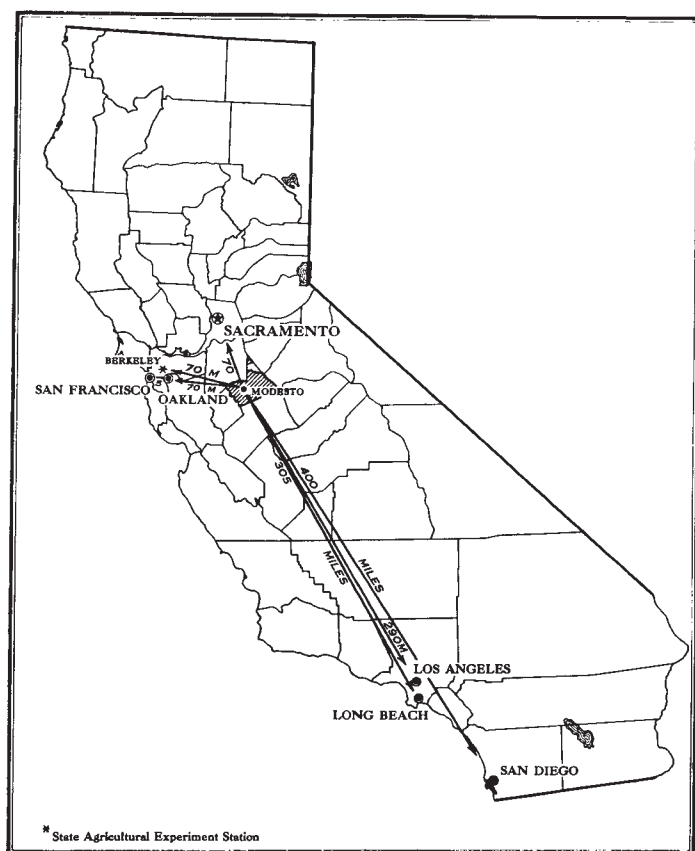 SACRAMENTO
BERKELEY
*
70 M
70
SAN FRANCISCO
5
OAKLAND
70 M
MODESTO
305
MILES
400
MILES
290M
LOS ANGELES
LONG BEACH
SAN DIEGO
* State Agricultural Experiment Station